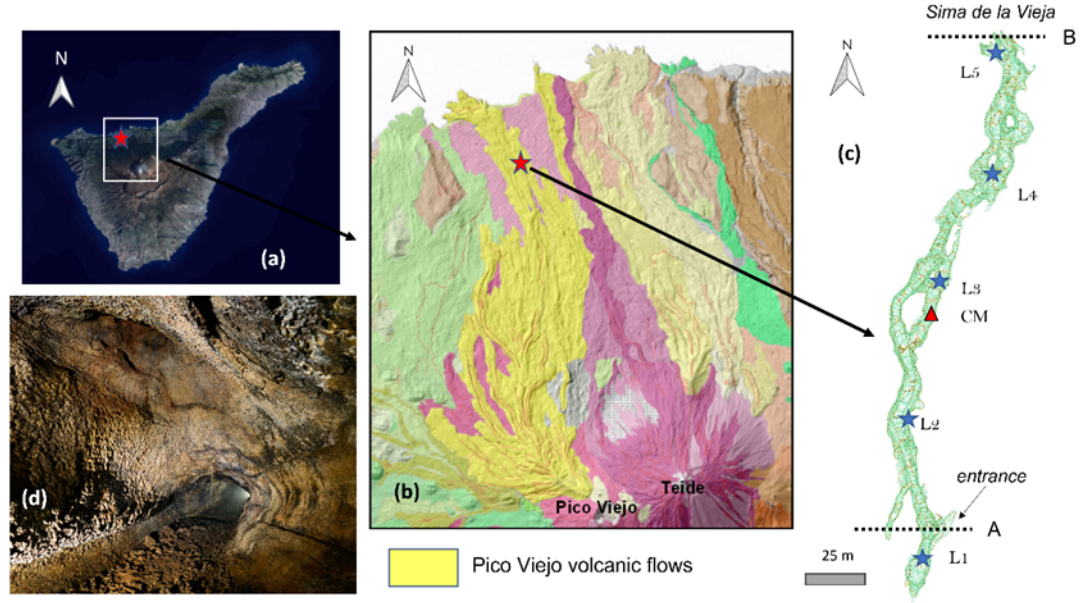 N
(a)
N
Teide
(b)
Pico Viejo
Pico Viejo volcanic flows
(d)
Sima de la Vieja
B
N
L5
(c)
L4
L3
CM
L2
entrance
A
L1
25 m